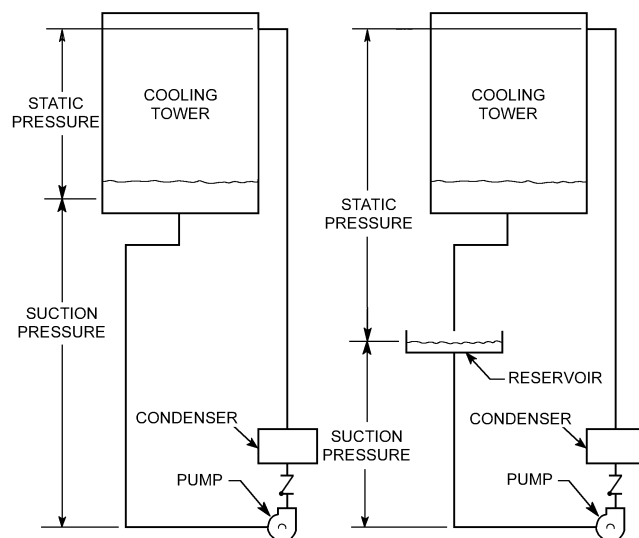 COOLING
TOWER
STATIC
PRESSURE
SUCTION
PRESSURE
CONDENSER
PUMP
COOLING
TOWER
STATIC
PRESSURE
RESERVOIR
SUCTION
PRESSURE
CONDENSER
PUMP